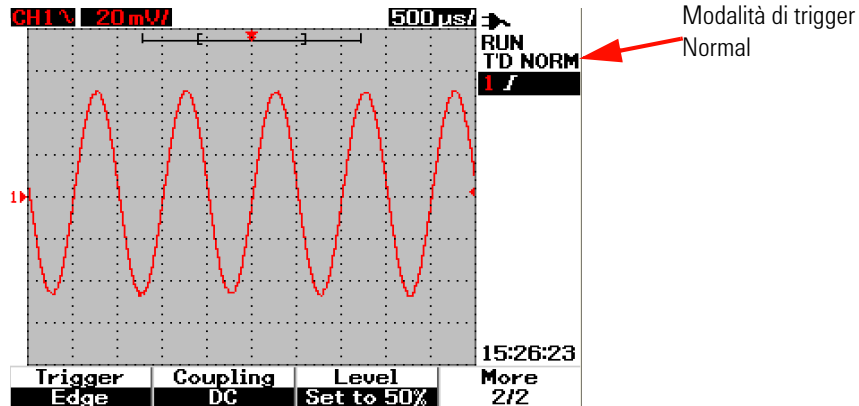 CH1 ∿ 20 mV/ 500 µs/
RUN
T'D NORM
1
1
15:26:23
Trigger Coupling Level More
Edge DC Set to 50% 2/2
Modalità di trigger
Normal